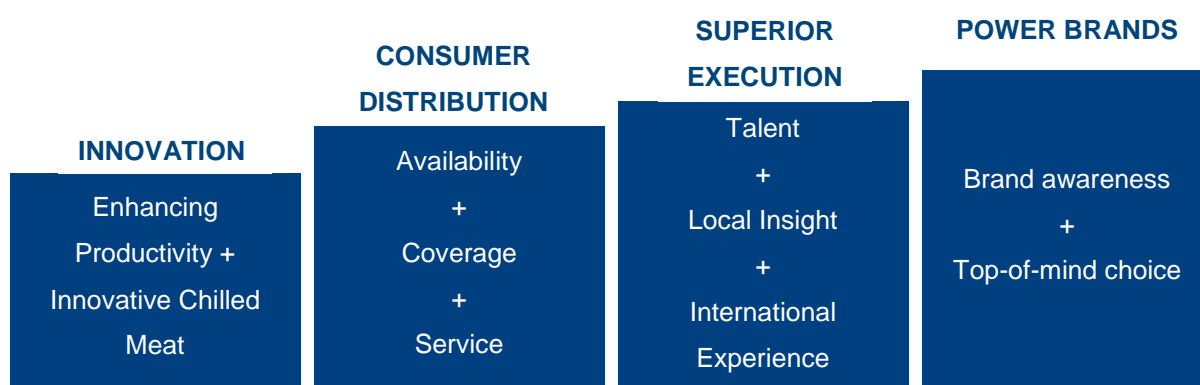 INNOVATION
Enhancing
Productivity +
Innovative Chilled
Meat
CONSUMER
DISTRIBUTION
Availability
+
Coverage
+
Service
SUPERIOR
EXECUTION
Talent
+
Local Insight
+
International
Experience
POWER BRANDS
Brand awareness
+
Top-of-mind choice